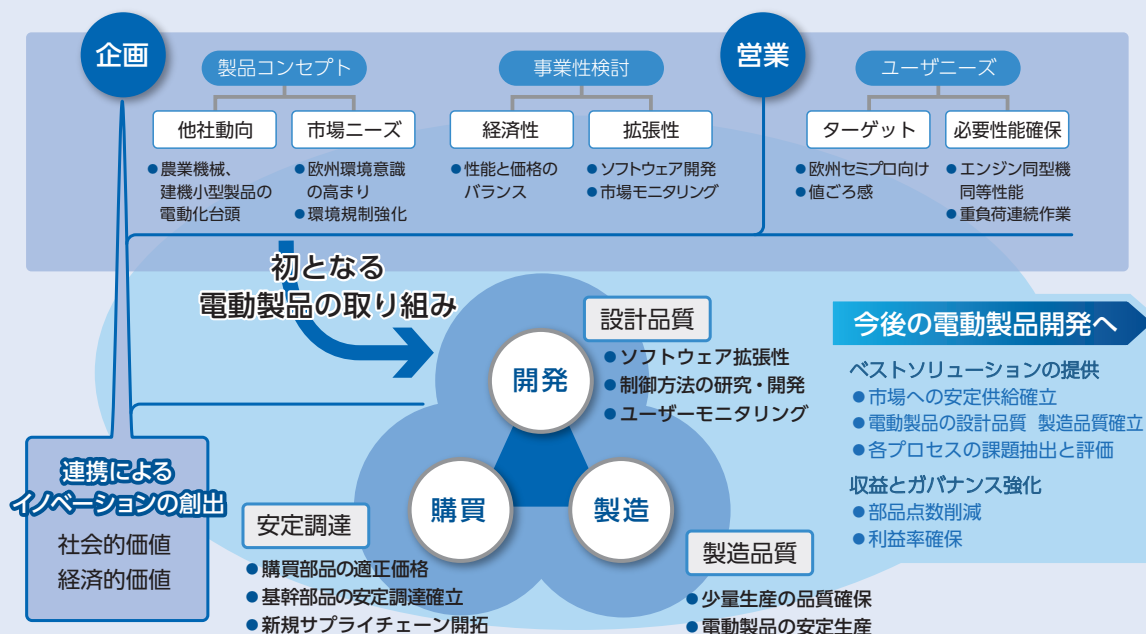 企画
製品コンセプト
他社動向
●農業機械、
建機小型製品の
電動化台頭
市場ニーズ
●欧州環境意識
の高まり
●環境規制強化
事業性検討
経済性
●性能と価格の
バランス
拡張性
●ソフトウェア開発
●市場モニタリング
営業
ユーザニーズ
ターゲット
●欧州セミプロ向け
●値ごろ感
必要性能確保
●エンジン同型機
同等性能
●重負荷連続作業
初となる
電動製品の取り組み
開発
設計品質
●ソフトウェア拡張性
●制御方法の研究・開発
●ユーザーモニタリング
購買
安定調達
●購買部品の適正価格
●基幹部品の安定調達確立
●新規サプライチェーン開拓
製造
製造品質
●少量生産の品質確保
●電動製品の安定生産
連携による
イノベーションの創出
社会的価値
経済的価値
今後の電動製品開発へ
ベストソリューションの提供
●市場への安定供給確立
●電動製品の設計品質 製造品質確立
●各プロセスの課題抽出と評価
収益とガバナンス強化
●部品点数削減
●利益率確保